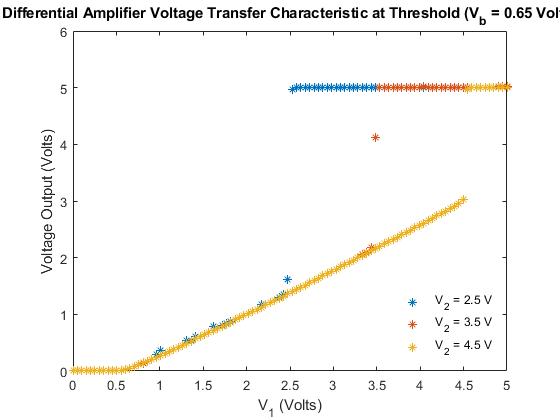 Differential Amplifier Voltage Transfer Characteristic at Threshold (Vb = 0.65
6
5
4
3
2
1
0
Voltage Output (Volts)
V2 = 2.5 V
V2 = 3.5 V
V2 = 4.5 V
0 0.5 1 1.5 2 2.5 3 3.5 4 4.5 5
V1 (Volts)